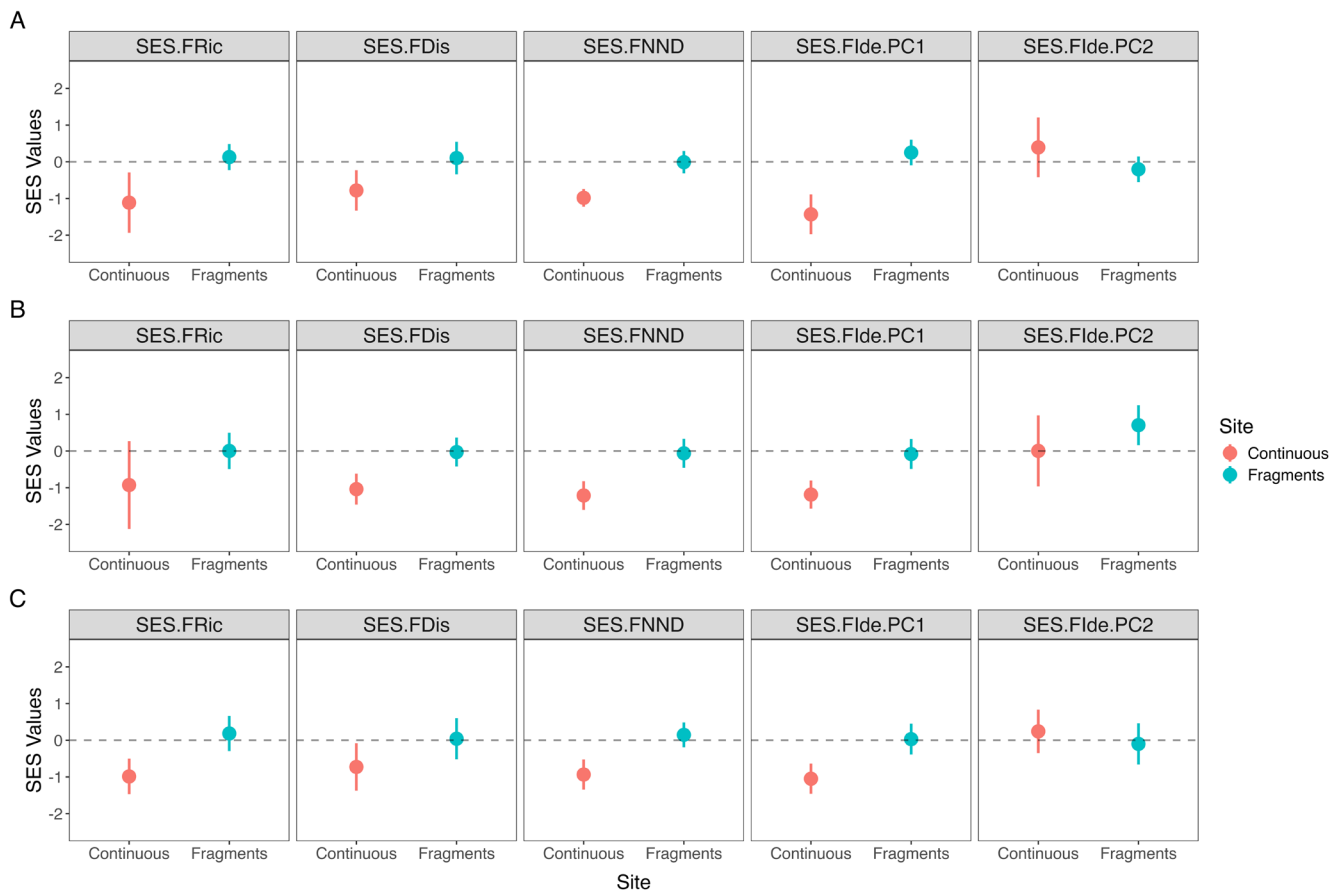 A
SES.FRic SES.FDis SES.FNND SES.FIde.PC1 SES.FIde.PC2
SES Values
2
1
0
-1
-2
Continuous Fragments Continuous Fragments Continuous Fragments Continuous Fragments Continuous Fragments
B
SES.FRic SES.FDis SES.FNND SES.FIde.PC1 SES.FIde.PC2
SES Values
2
1
0
-1
-2
Continuous Fragments Continuous Fragments Continuous Fragments Continuous Fragments Continuous Fragments
Site
Continuous
Fragments
C
SES.FRic SES.FDis SES.FNND SES.FIde.PC1 SES.FIde.PC2
SES Values
2
1
0
-1
-2
Continuous Fragments Continuous Fragments Continuous Fragments Continuous Fragments Continuous Fragments
Site